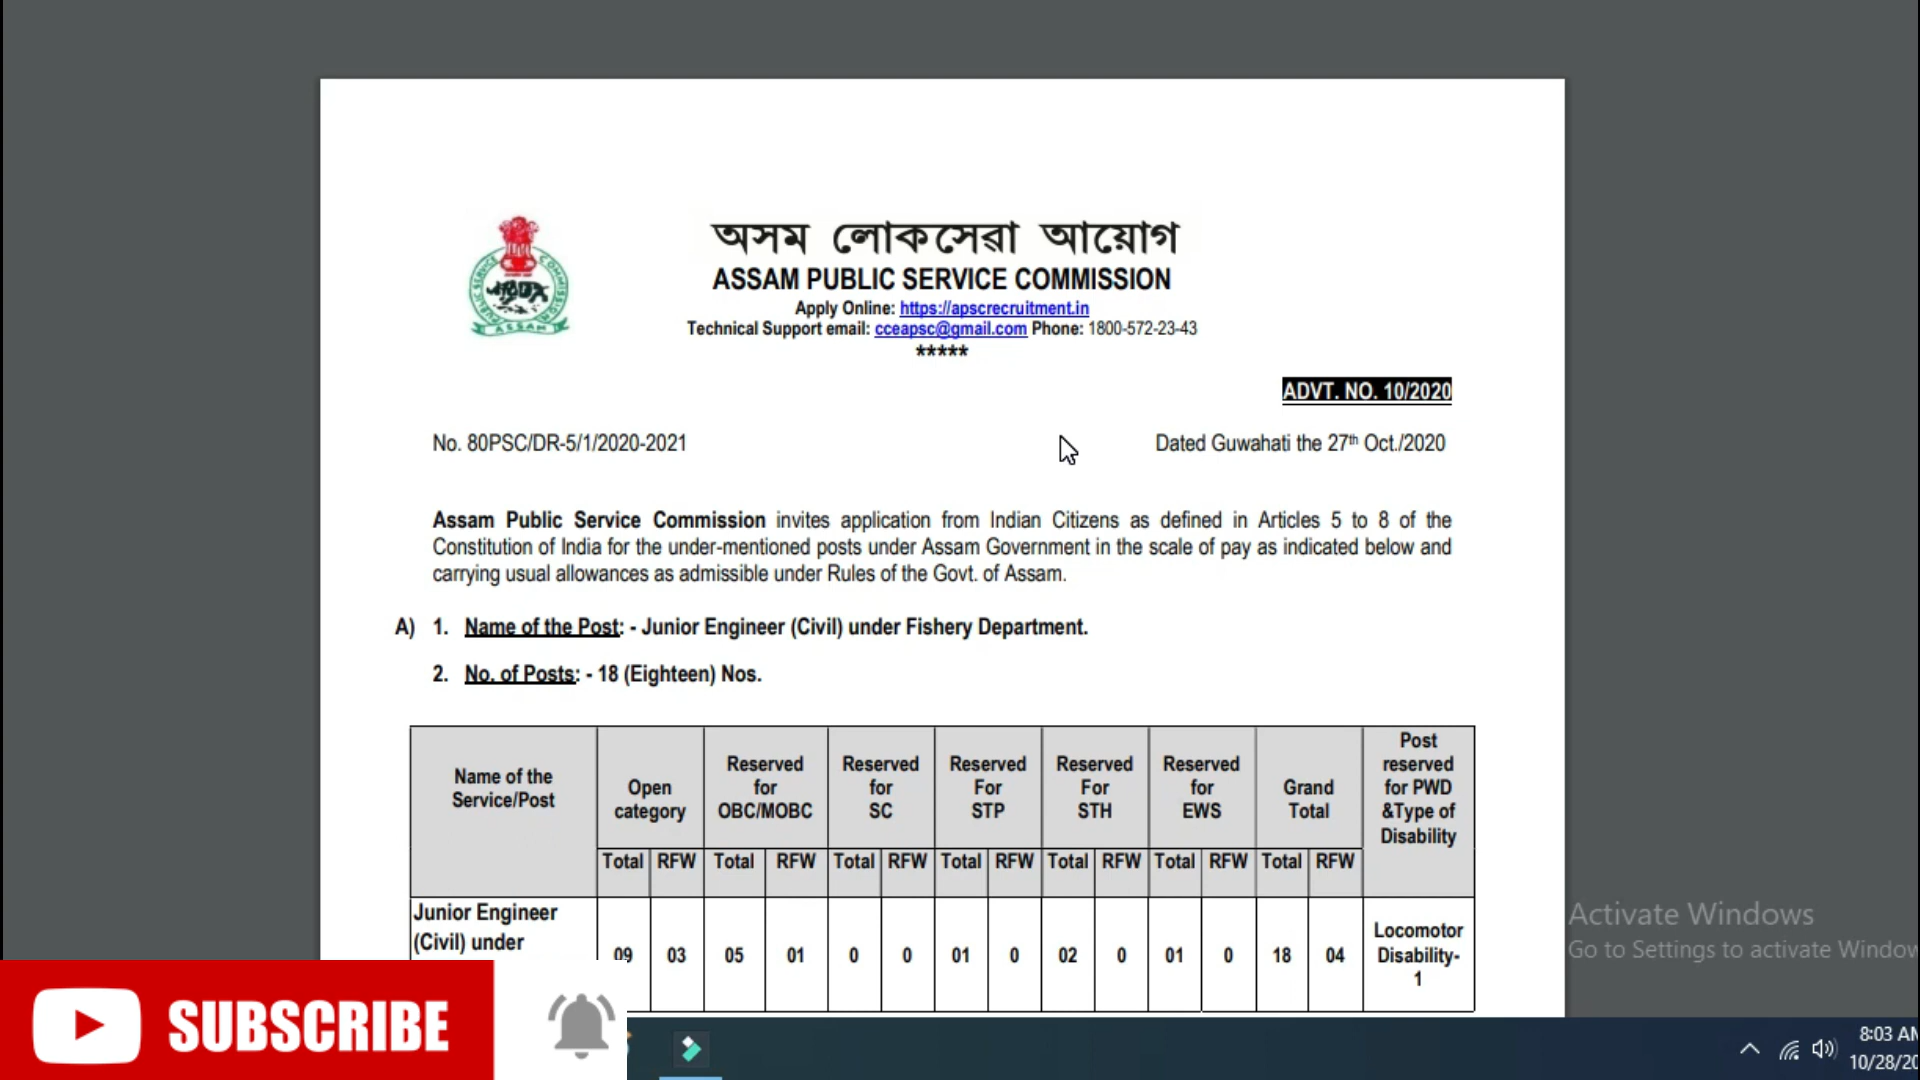 অসম লোকসেৱা আয়োগ
ASSAM PUBLIC SERVICE COMMISSION
Apply Online: https://apscrecruitment.in
Technical Support email: cceapsc@gmail.com Phone: 1800-572-23-43
*****
ADVT. NO. 10/2020
No. 80PSC/DR-5/1/2020-2021 Dated Guwahati the 27th Oct./2020
Assam Public Service Commission invites application from Indian Citizens as defined in Articles 5 to 8 of the
Constitution of India for the under-mentioned posts under Assam Government in the scale of pay as indicated below and
carrying usual allowances as admissible under Rules of the Govt. of Assam.
A) 1. Name of the Post: - Junior Engineer (Civil) under Fishery Department.
2. No. of Posts: - 18 (Eighteen) Nos.
Name of the
Service/Post
Open
category
Reserved
for
OBC/MOBC
Reserved
for
SC
Reserved
For
STP
Reserved
For
STH
Reserved
for
EWS
Grand
Total
Post
reserved
for PWD
&Type of
Disability
Total RFW Total RFW Total RFW Total RFW Total RFW Total RFW Total RFW
Junior Engineer
(Civil) under
09 03 05 01 0 0 01 0 02 0 01 0 18 04
Locomotor
Disability-
1
Activate Windows
Go to Settings to activate Window
SUBSCRIBE
8:03 AM
10/28/20